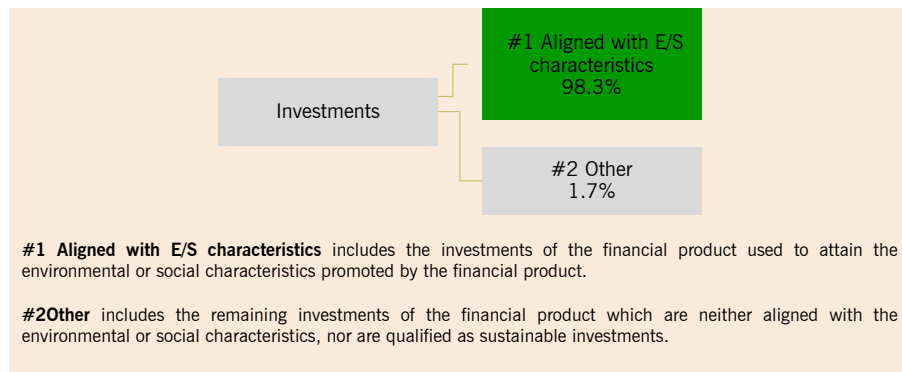 #1 Aligned with E/S
characteristics
98.3%
Investments
#2 Other
1.7%
#1 Aligned with E/S characteristics includes the investments of the financial product used to attain the
environmental or social characteristics promoted by the financial product.
#2Other includes the remaining investments of the financial product which are neither aligned with the
environmental or social characteristics, nor are qualified as sustainable investments.